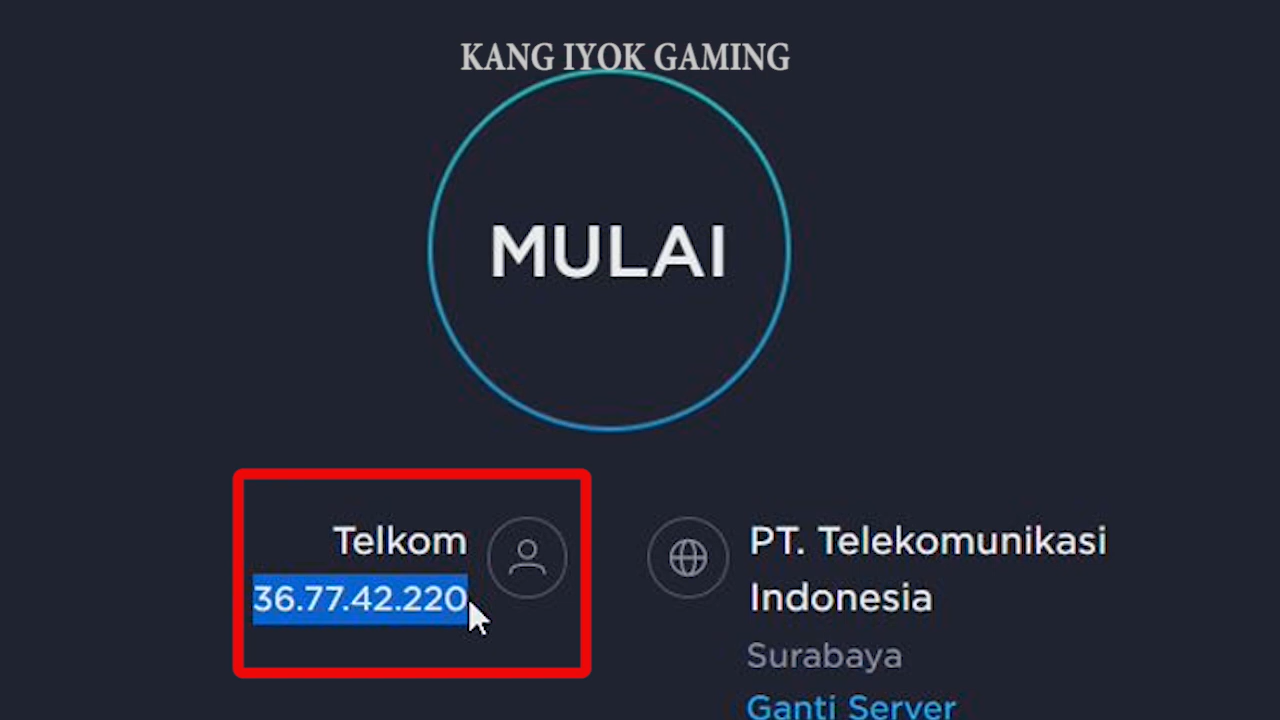 KANG IYOK GAMING
MULAI
Telkom
36.77.42.220
PT. Telekomunikasi
Indonesia
Surabaya
Ganti Server